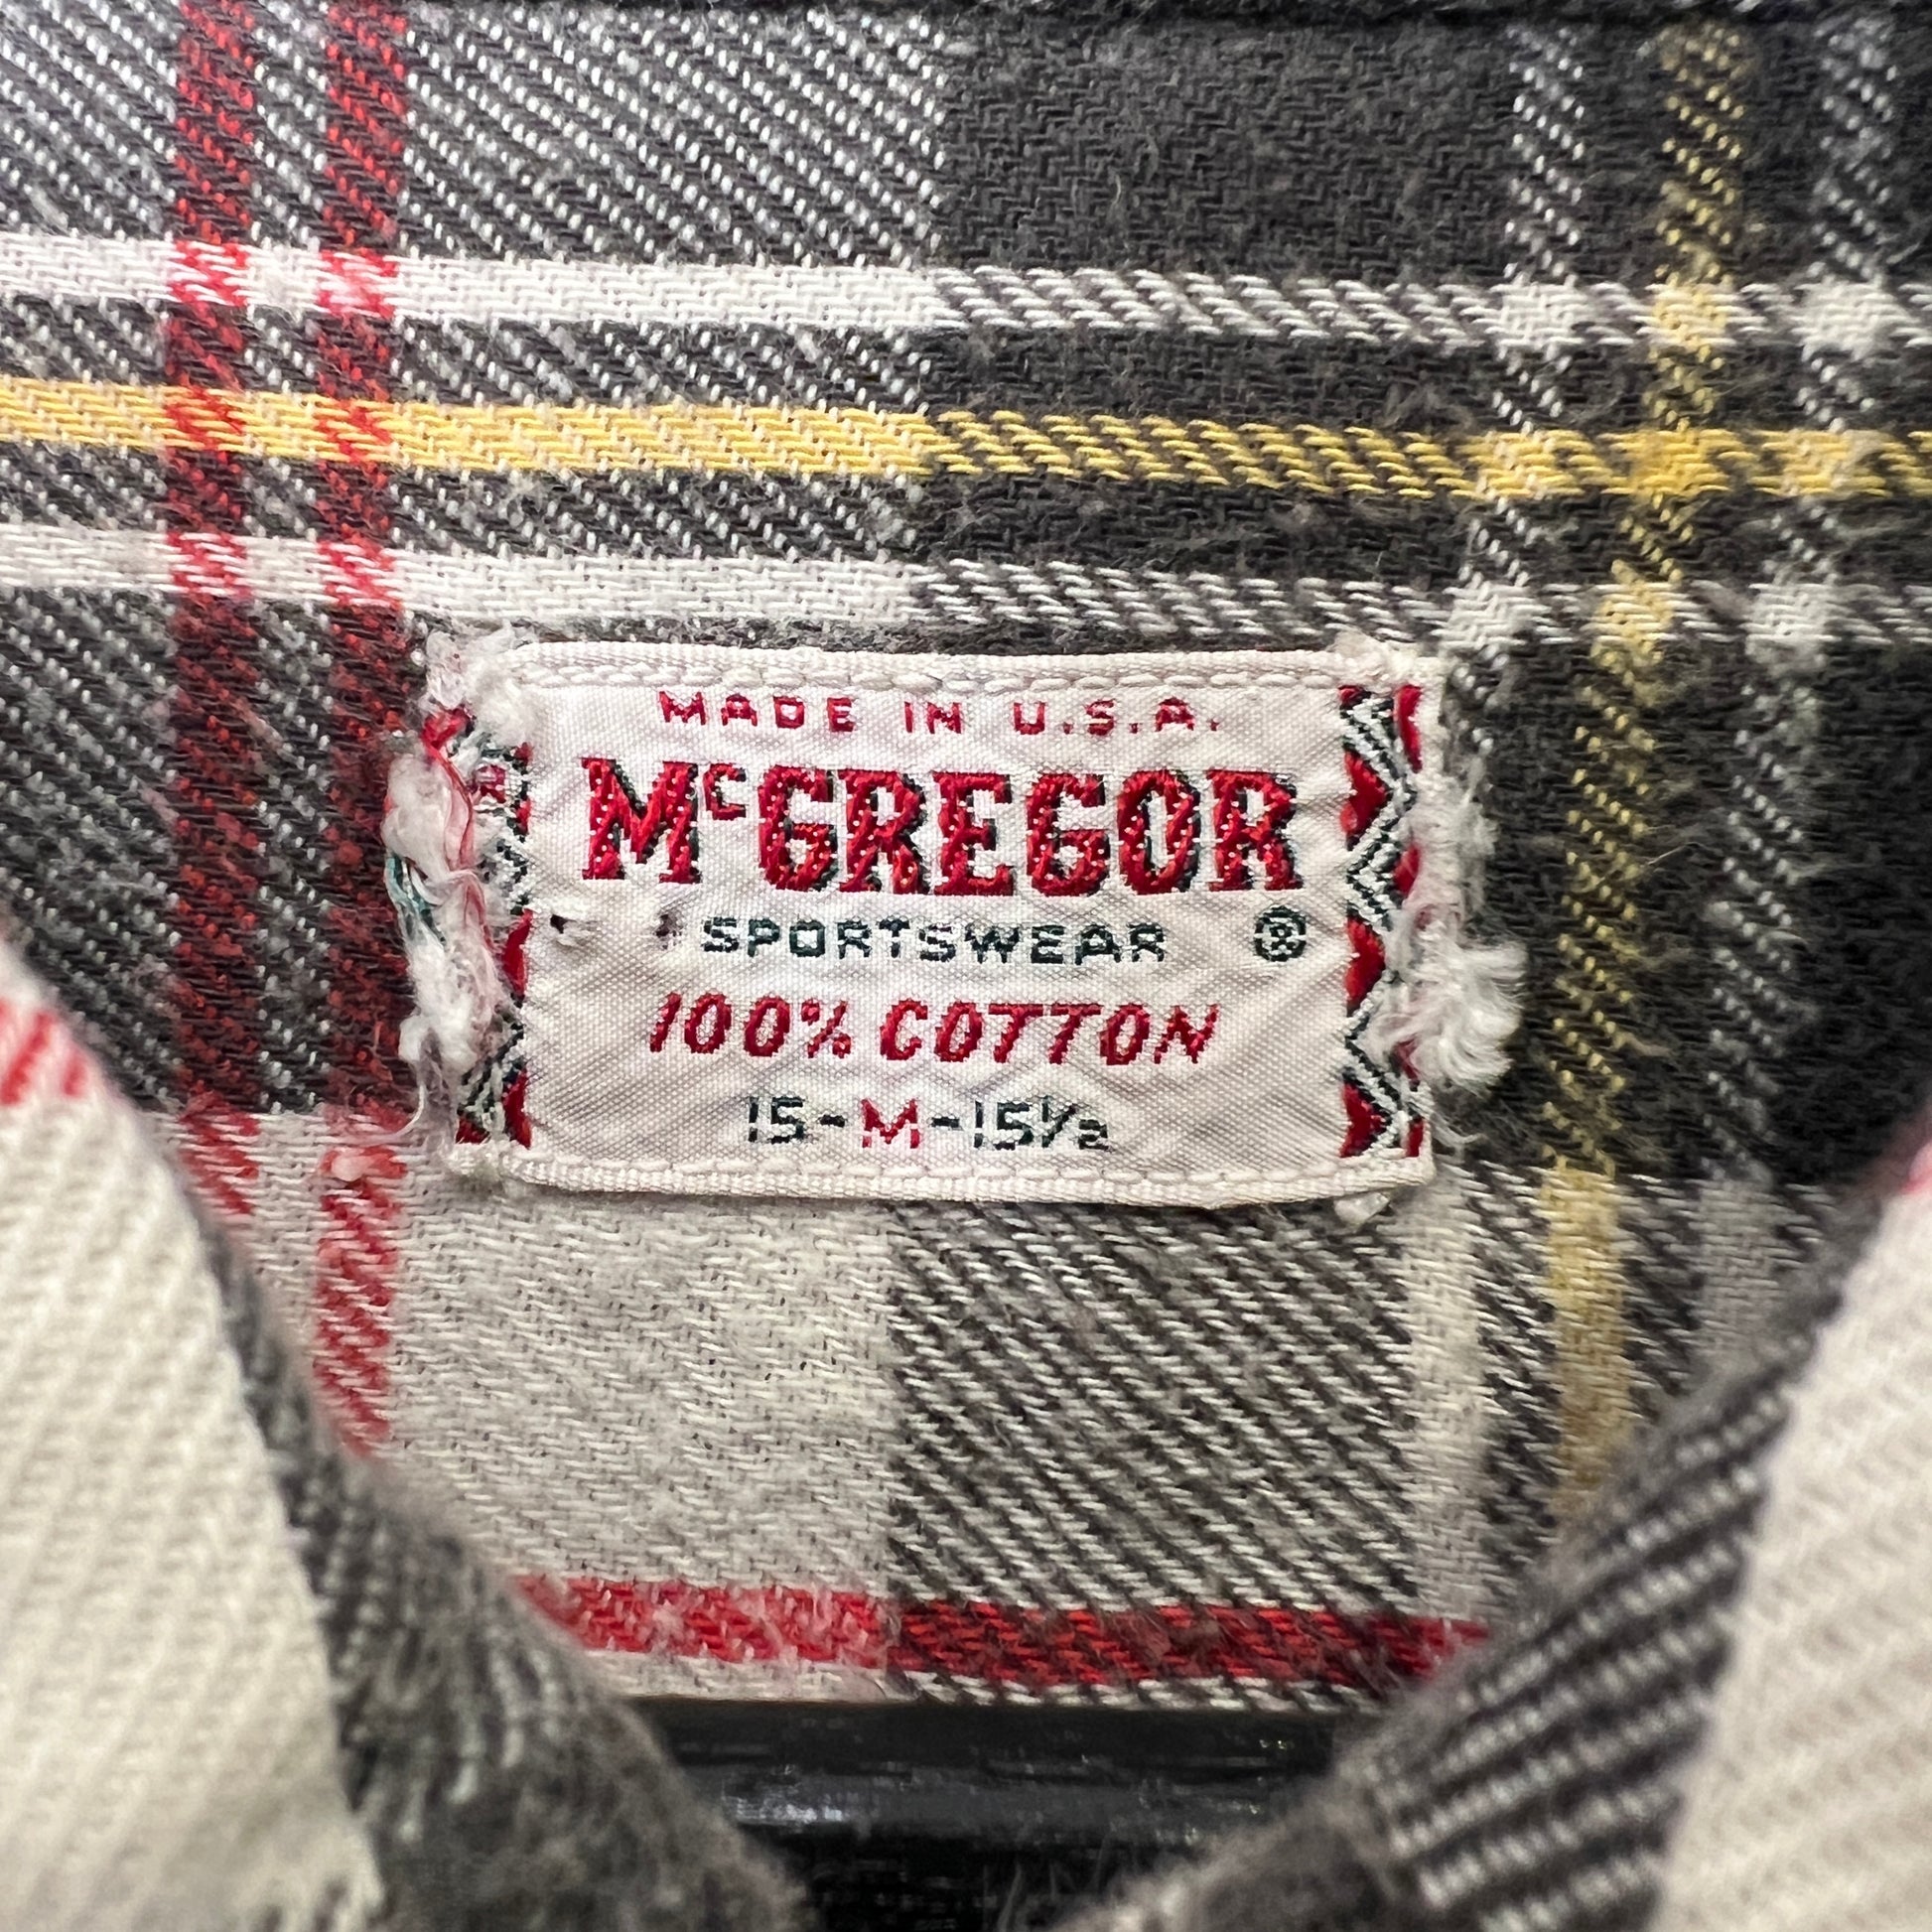 MADE IN U.S.A.
McGREGOR
SPORTSWEAR ®
100% COTTON
15-M-15½